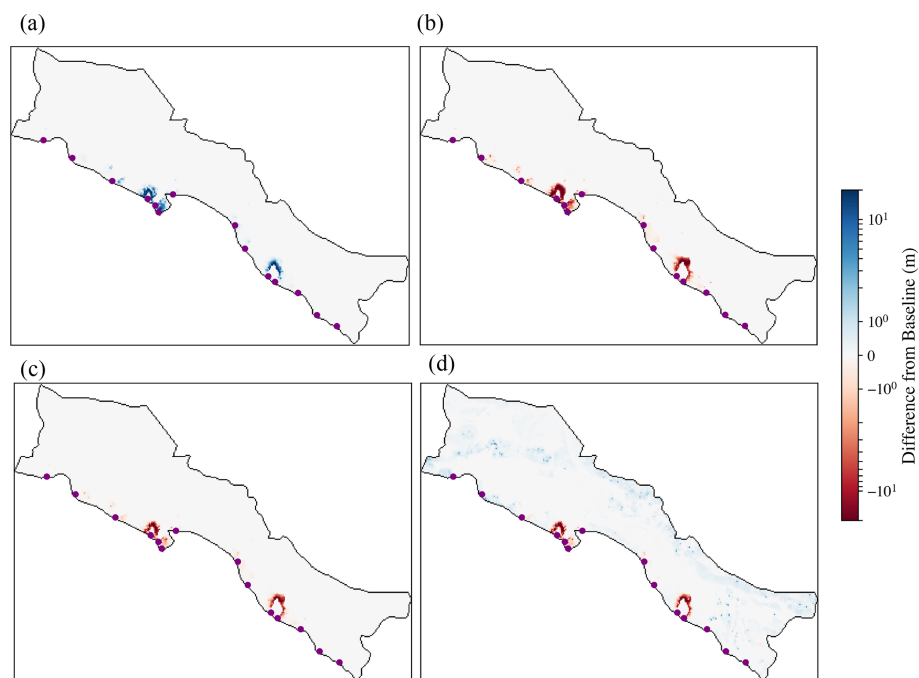 (a)
(b)
10¹
10⁰
0
−10⁰
−10¹
Difference from Baseline (m)
(c)
(d)